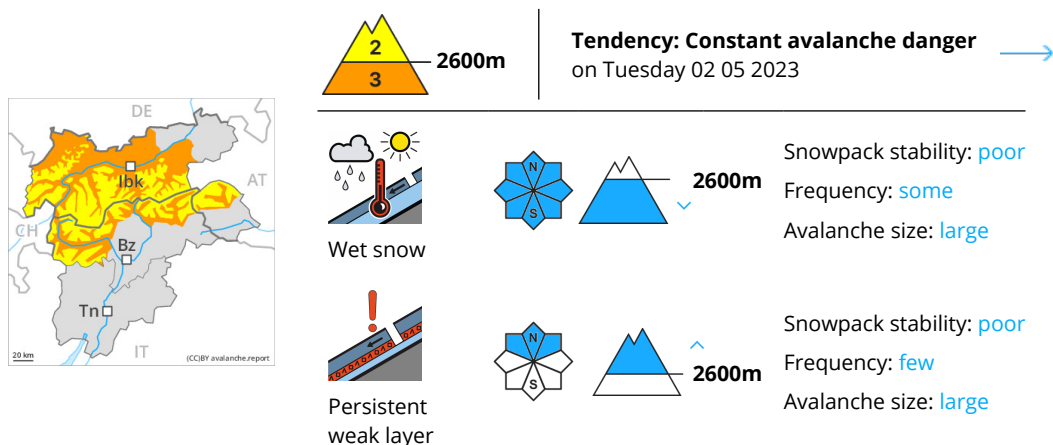 2
3
2600m
Tendency: Constant avalanche danger
on Tuesday 02 05 2023
DE
AT
CH
IT
Ibk
Bz
Tn
20 km
(CC)BY avalanche.report
Wet snow
N
S
2600m
Snowpack stability: poor
Frequency: some
Avalanche size: large
Persistent
weak layer
N
S
2600m
Snowpack stability: poor
Frequency: few
Avalanche size: large